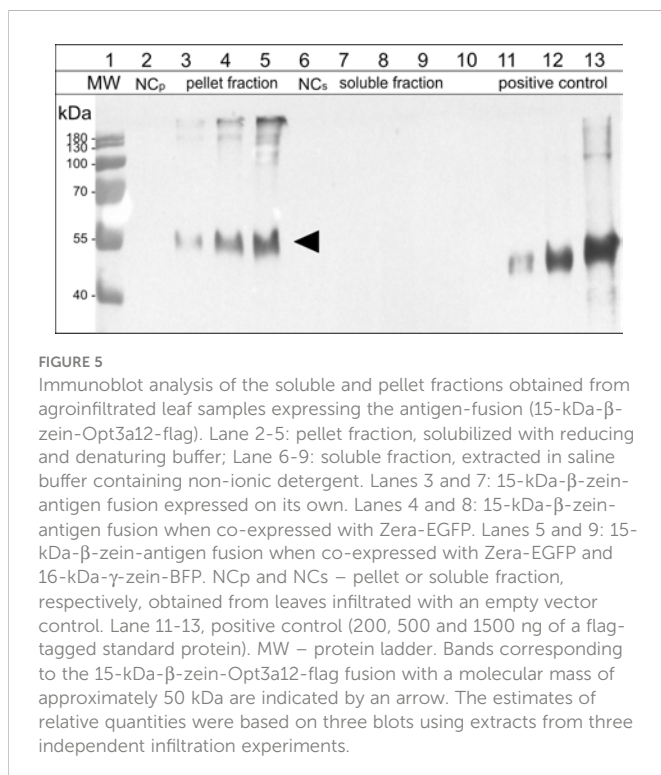 1 2 3 4 5 6 7 8 9 10 11 12 13
MW NCp pellet fraction NCs soluble fraction positive control
kDa
180 -
130 -
100 -
70 -
55 -
40 -
FIGURE 5
Immunoblot analysis of the soluble and pellet fractions obtained from
agroinfiltrated leaf samples expressing the antigen-fusion (15-kDa-β-
zein-Opt3a12-flag). Lane 2-5: pellet fraction, solubilized with reducing
and denaturing buffer; Lane 6-9: soluble fraction, extracted in saline
buffer containing non-ionic detergent. Lanes 3 and 7: 15-kDa-β-zein-
antigen fusion expressed on its own. Lanes 4 and 8: 15-kDa-β-zein-
antigen fusion when co-expressed with Zera-EGFP. Lanes 5 and 9: 15-
kDa-β-zein-antigen fusion when co-expressed with Zera-EGFP and
16-kDa-γ-zein-BFP. NCp and NCs – pellet or soluble fraction,
respectively, obtained from leaves infiltrated with an empty vector
control. Lane 11-13, positive control (200, 500 and 1500 ng of a flag-
tagged standard protein). MW – protein ladder. Bands corresponding
to the 15-kDa-β-zein-Opt3a12-flag fusion with a molecular mass of
approximately 50 kDa are indicated by an arrow. The estimates of
relative quantities were based on three blots using extracts from three
independent infiltration experiments.